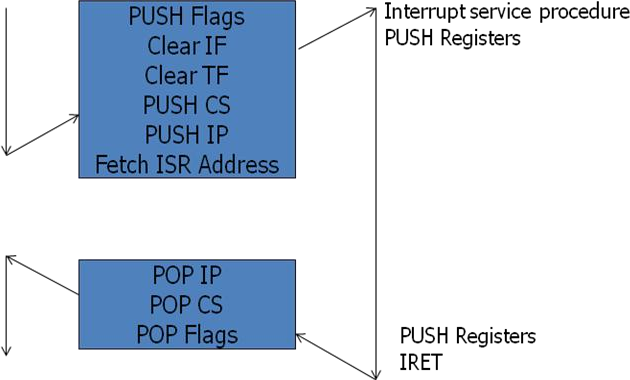 PUSH Flags
Clear IF
Clear TF
PUSH CS
PUSH IP
Fetch ISR Address
Interrupt service procedure
PUSH Registers
POP IP
POP CS
POP Flags
PUSH Registers
IRET